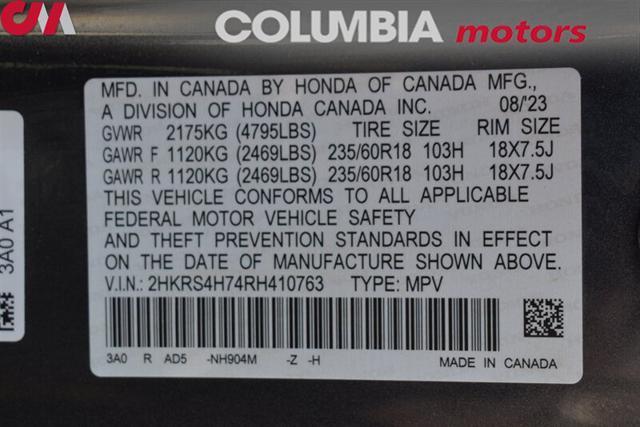 CM
COLUMBIA motors
MFD. IN CANADA BY HONDA OF CANADA MFG.,
A DIVISION OF HONDA CANADA INC. 08/'23
GVWR 2175KG (4795LBS) TIRE SIZE RIM SIZE
GAWR F 1120KG (2469LBS) 235/60R18 103H 18X7.5J
GAWR R 1120KG (2469LBS) 235/60R18 103H 18X7.5J
THIS VEHICLE CONFORMS TO ALL APPLICABLE
FEDERAL MOTOR VEHICLE SAFETY
AND THEFT PREVENTION STANDARDS IN EFFECT
ON THE DATE OF MANUFACTURE SHOWN ABOVE.
V.I.N.: 2HKRS4H74RH410763 TYPE: MPV
3A0 R AD5 -NH904M -Z -H
MADE IN CANADA
3A0 A1